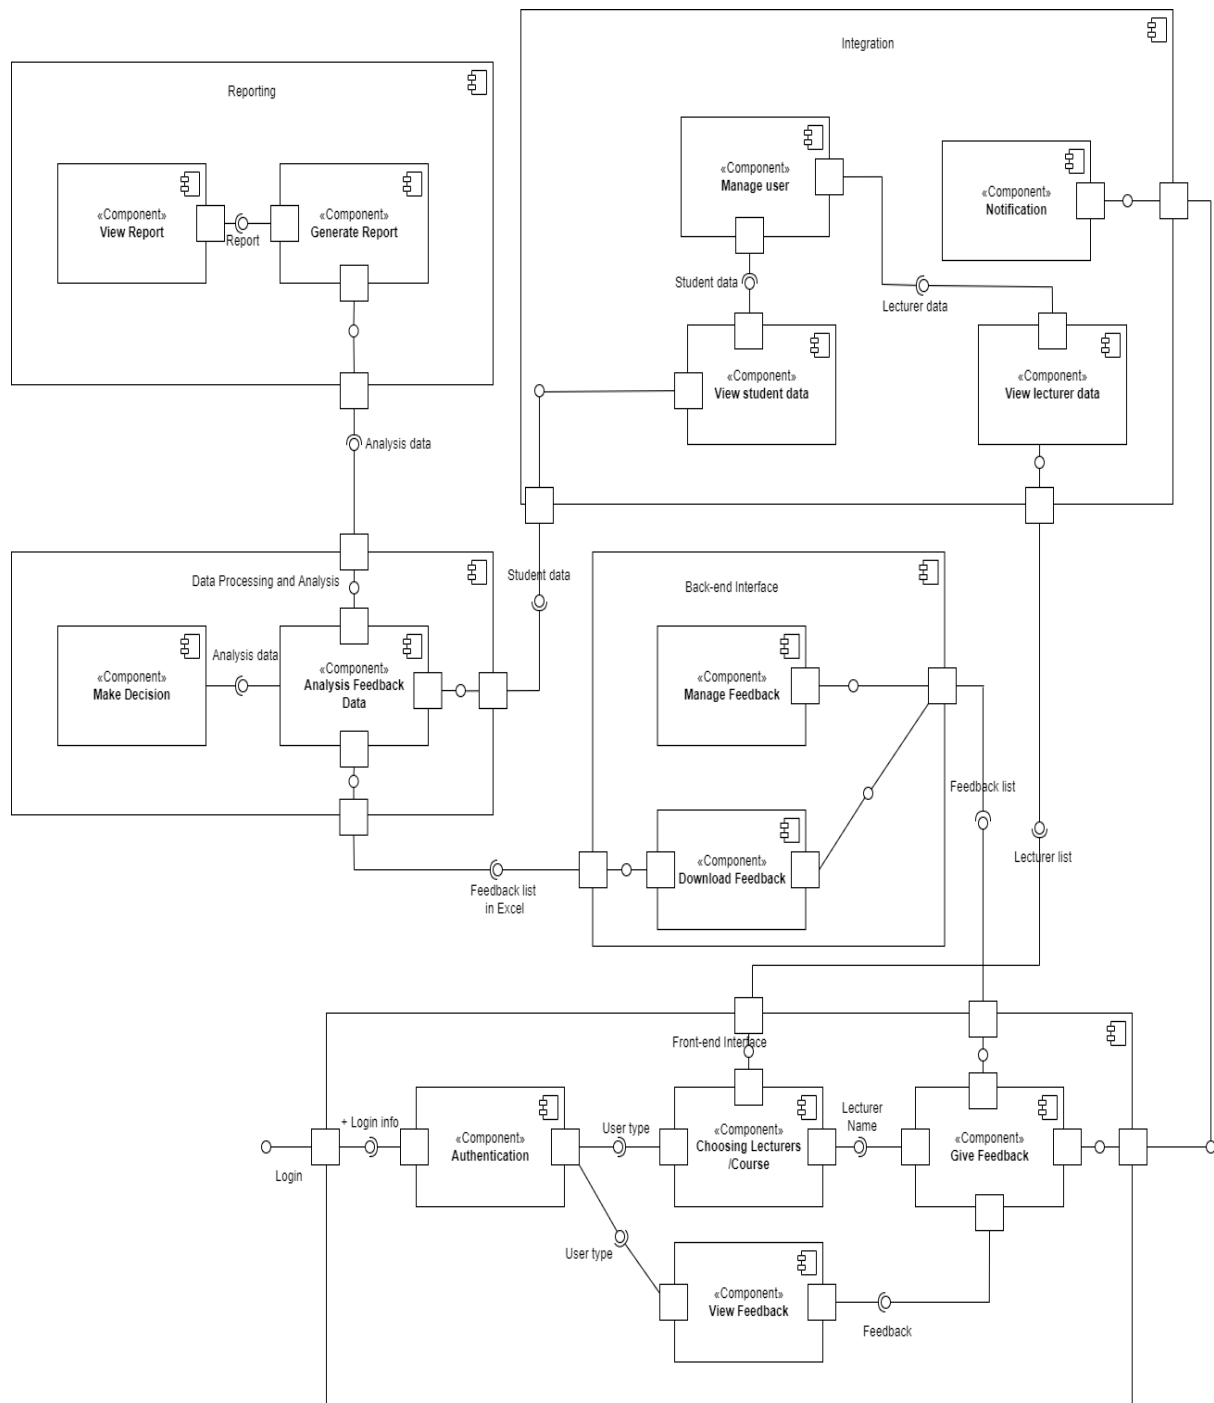 Integration
Reporting
«Component»
Manage user
«Component»
Notification
«Component»
View Report
Report
«Component»
Generate Report
Student data
Lecturer data
«Component»
View student data
«Component»
View lecturer data
Analysis data
Student data
Data Processing and Analysis
Back-end Interface
«Component»
Make Decision
Analysis data
«Component»
Analysis Feedback
Data
«Component»
Manage Feedback
Feedback list
Lecturer list
«Component»
Download Feedback
Feedback list
in Excel
Front-end Interface
+ Login info
Login
«Component»
Authentication
User type
«Component»
Choosing Lecturers
/Course
Lecturer
Name
«Component»
Give Feedback
User type
«Component»
View Feedback
Feedback